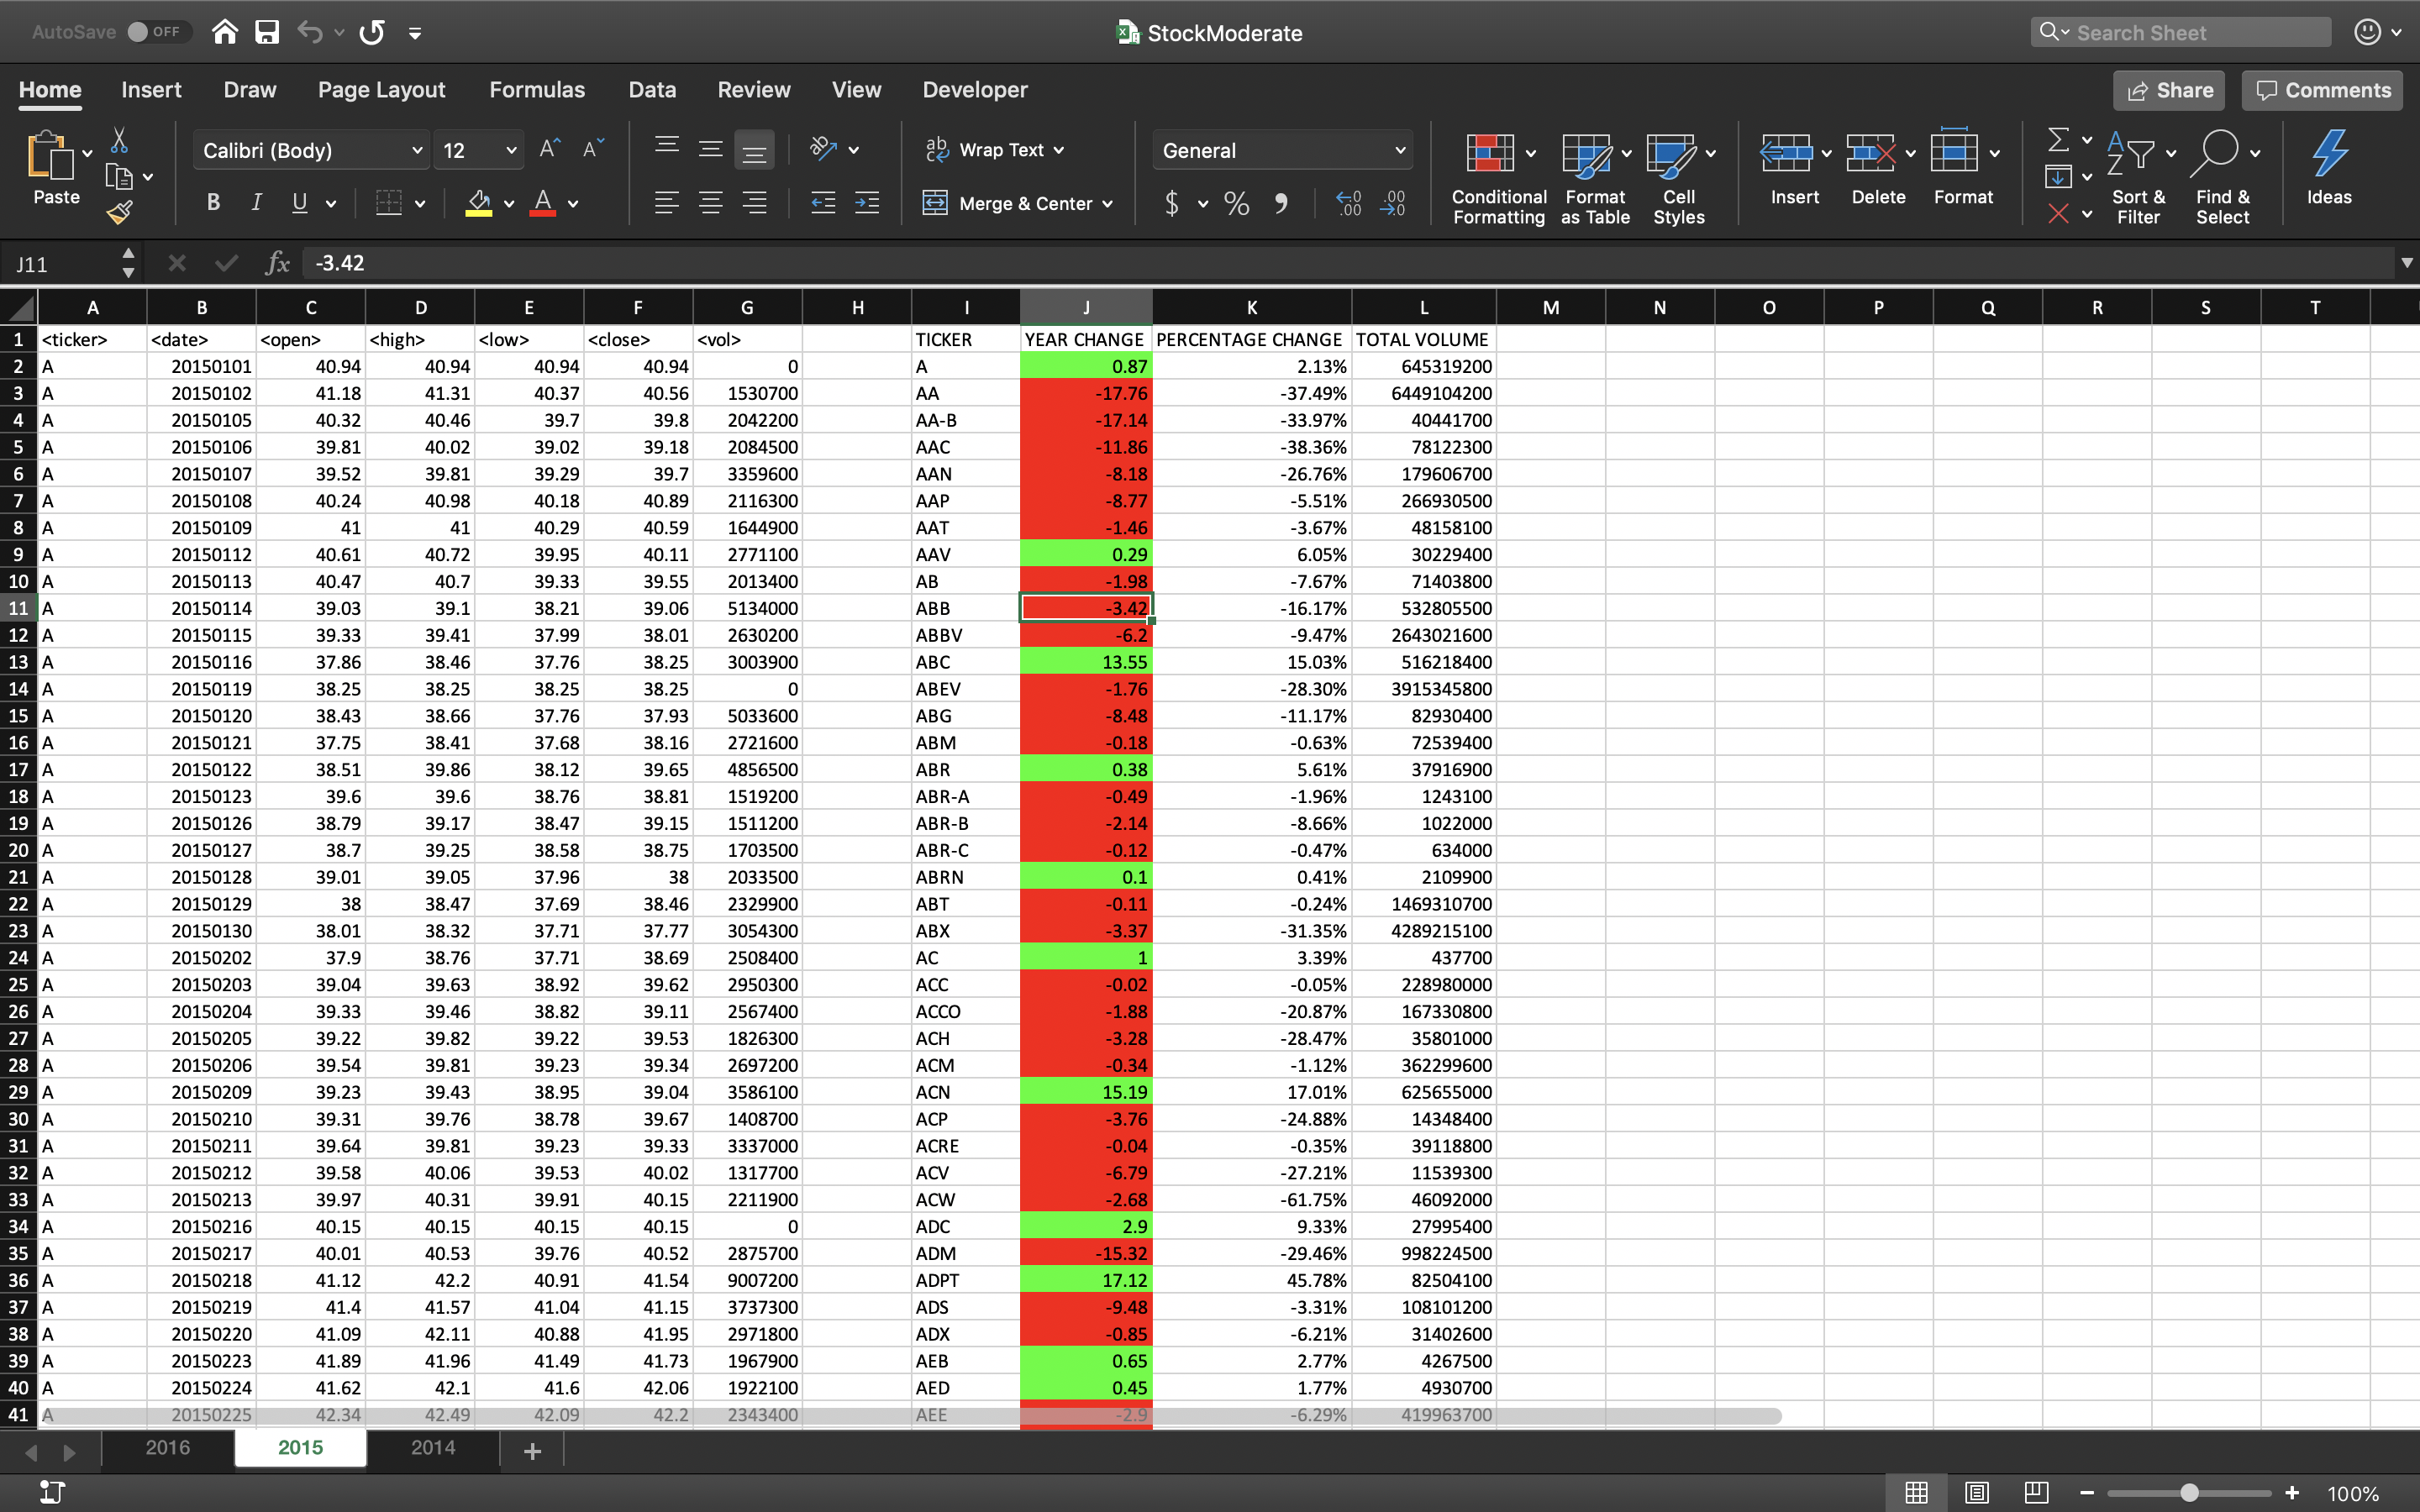 AutoSave OFF StockModerate Search Sheet
Home Insert Draw Page Layout Formulas Data Review View Developer Share Comments
Paste Calibri (Body) 12 A^ Aˇ ab Wrap Text General Conditional Formatting Format as Table Cell Styles Insert Delete Format Sort & Filter Find & Select Ideas
B I U A Merge & Center $ % 9 .00 .0
J11 fx -3.42
A B C D E F G H I J K L M N O P Q R S T
1 <ticker> <date> <open> <high> <low> <close> <vol> TICKER YEAR CHANGE PERCENTAGE CHANGE TOTAL VOLUME
2 A 20150101 40.94 40.94 40.94 40.94 0 A 0.87 2.13% 645319200
3 A 20150102 41.18 41.31 40.37 40.56 1530700 AA -17.76 -37.49% 6449104200
4 A 20150105 40.32 40.46 39.7 39.8 2042200 AA-B -17.14 -33.97% 40441700
5 A 20150106 39.81 40.02 39.02 39.18 2084500 AAC -11.86 -38.36% 78122300
6 A 20150107 39.52 39.81 39.29 39.7 3359600 AAN -8.18 -26.76% 179606700
7 A 20150108 40.24 40.98 40.18 40.89 2116300 AAP -8.77 -5.51% 266930500
8 A 20150109 41 41 40.29 40.59 1644900 AAT -1.46 -3.67% 48158100
9 A 20150112 40.61 40.72 39.95 40.11 2771100 AAV 0.29 6.05% 30229400
10 A 20150113 40.47 40.7 39.33 39.55 2013400 AB -1.98 -7.67% 71403800
11 A 20150114 39.03 39.1 38.21 39.06 5134000 ABB -3.42 -16.17% 532805500
12 A 20150115 39.33 39.41 37.99 38.01 2630200 ABBV -6.2 -9.47% 2643021600
13 A 20150116 37.86 38.46 37.76 38.25 3003900 ABC 13.55 15.03% 516218400
14 A 20150119 38.25 38.25 38.25 38.25 0 ABEV -1.76 -28.30% 3915345800
15 A 20150120 38.43 38.66 37.76 37.93 5033600 ABG -8.48 -11.17% 82930400
16 A 20150121 37.75 38.41 37.68 38.16 2721600 ABM -0.18 -0.63% 72539400
17 A 20150122 38.51 39.86 38.12 39.65 4856500 ABR 0.38 5.61% 37916900
18 A 20150123 39.6 39.6 38.76 38.81 1519200 ABR-A -0.49 -1.96% 1243100
19 A 20150126 38.79 39.17 38.47 39.15 1511200 ABR-B -2.14 -8.66% 1022000
20 A 20150127 38.7 39.25 38.58 38.75 1703500 ABR-C -0.12 -0.47% 634000
21 A 20150128 39.01 39.05 37.96 38 2033500 ABRN 0.1 0.41% 2109900
22 A 20150129 38 38.47 37.69 38.46 2329900 ABT -0.11 -0.24% 1469310700
23 A 20150130 38.01 38.32 37.71 37.77 3054300 ABX -3.37 -31.35% 4289215100
24 A 20150202 37.9 38.76 37.71 38.69 2508400 AC 1 3.39% 437700
25 A 20150203 39.04 39.63 38.92 39.62 2950300 ACC -0.02 -0.05% 228980000
26 A 20150204 39.33 39.46 38.82 39.11 2567400 ACCO -1.88 -20.87% 167330800
27 A 20150205 39.22 39.82 39.22 39.53 1826300 ACH -3.28 -28.47% 35801000
28 A 20150206 39.54 39.81 39.23 39.34 2697200 ACM -0.34 -1.12% 362299600
29 A 20150209 39.23 39.43 38.95 39.04 3586100 ACN 15.19 17.01% 625655000
30 A 20150210 39.31 39.76 38.78 39.67 1408700 ACP -3.76 -24.88% 14348400
31 A 20150211 39.64 39.81 39.23 39.33 3337000 ACRE -0.04 -0.35% 39118800
32 A 20150212 39.58 40.06 39.53 40.02 1317700 ACV -6.79 -27.21% 11539300
33 A 20150213 39.97 40.31 39.91 40.15 2211900 ACW -2.68 -61.75% 46092000
34 A 20150216 40.15 40.15 40.15 40.15 0 ADC 2.9 9.33% 27995400
35 A 20150217 40.01 40.53 39.76 40.52 2875700 ADM -15.32 -29.46% 998224500
36 A 20150218 41.12 42.2 40.91 41.54 9007200 ADPT 17.12 45.78% 82504100
37 A 20150219 41.4 41.57 41.04 41.15 3737300 ADS -9.48 -3.31% 108101200
38 A 20150220 41.09 42.11 40.88 41.95 2971800 ADX -0.85 -6.21% 31402600
39 A 20150223 41.89 41.96 41.49 41.73 1967900 AEB 0.65 2.77% 4267500
40 A 20150224 41.62 42.1 41.6 42.06 1922100 AED 0.45 1.77% 4930700
41 A 20150225 42.34 42.49 42.09 42.2 2343400 AEE -2.9 -6.29% 419963700
2016 2015 2014 +
100%